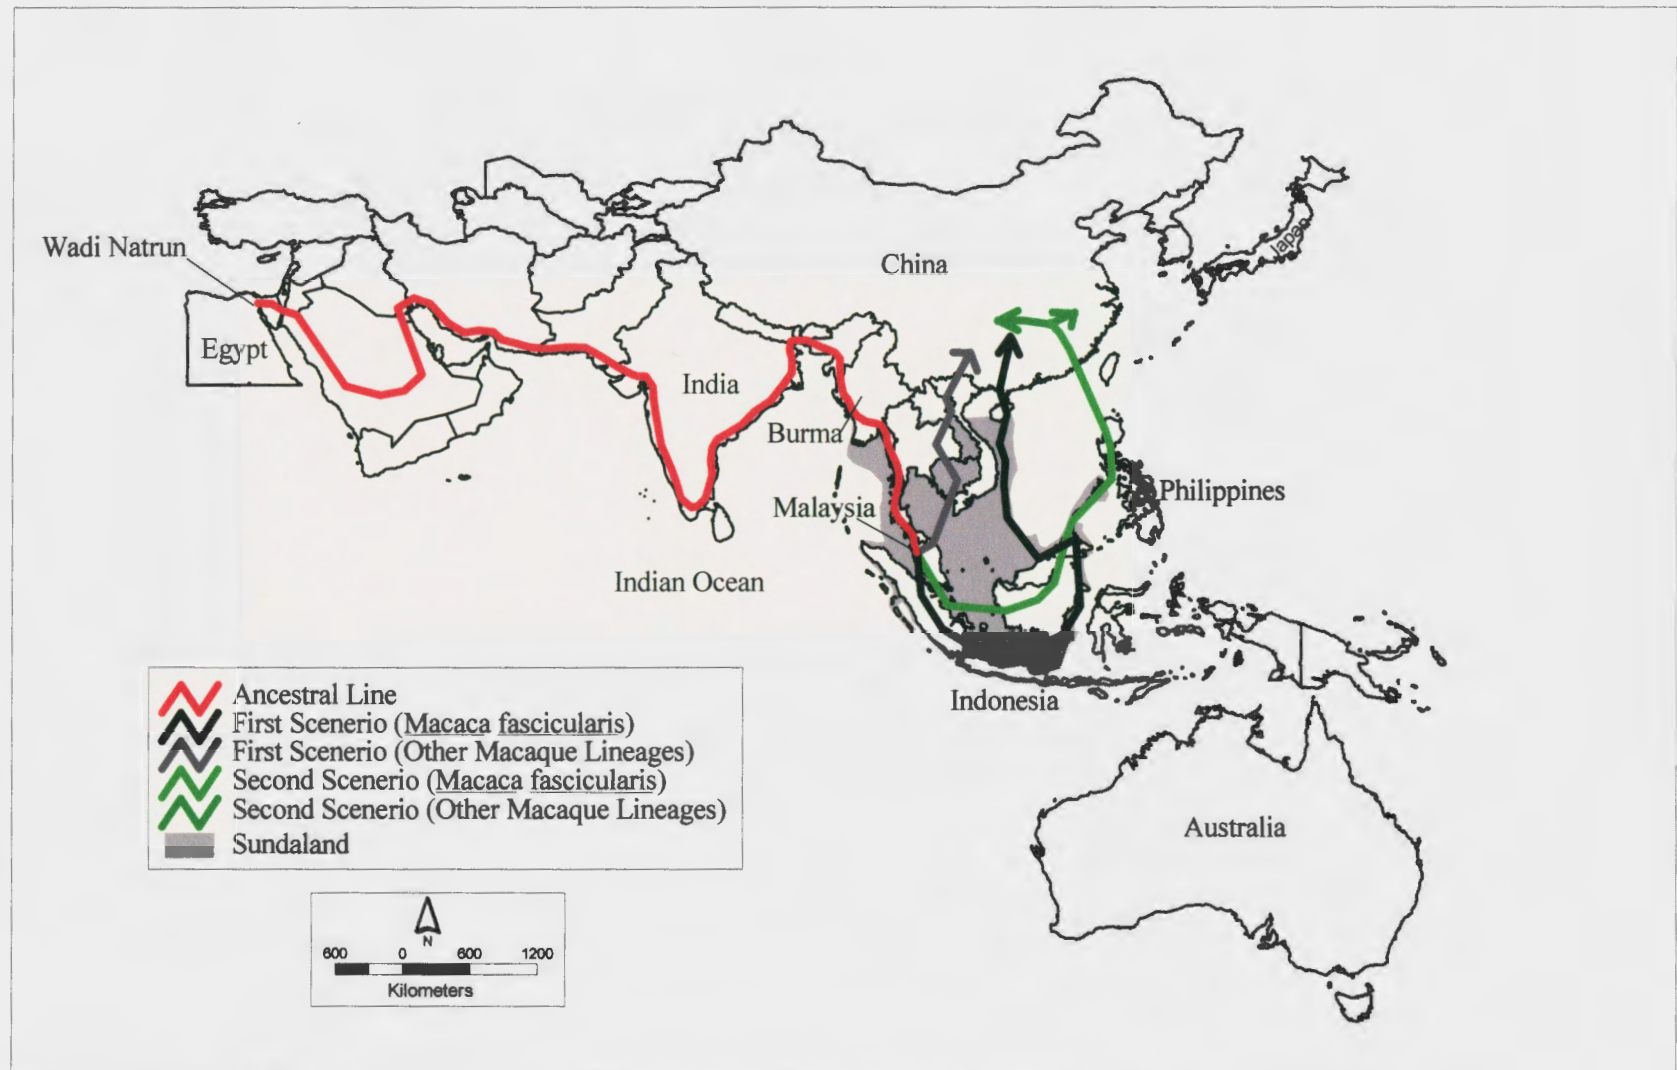 Wadi Natrun
Egypt
China
Japan
India
Burma
Malaysia
Philippines
Indian Ocean
Indonesia
Australia
Ancestral Line
First Scenerio (Macaca fascicularis)
First Scenerio (Other Macaque Lineages)
Second Scenerio (Macaca fascicularis)
Second Scenerio (Other Macaque Lineages)
Sundaland
N
600 0 600 1200
Kilometers